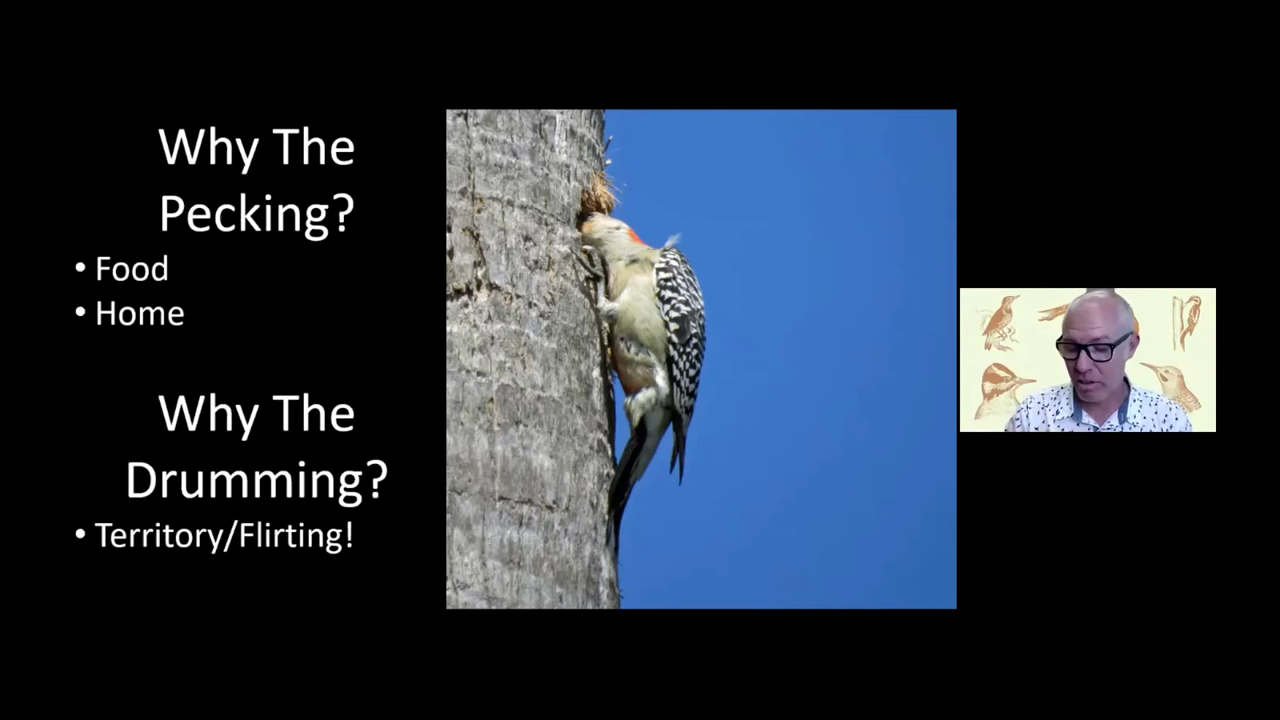 Why The
Pecking?
• Food
• Home
Why The
Drumming?
• Territory/Flirting!